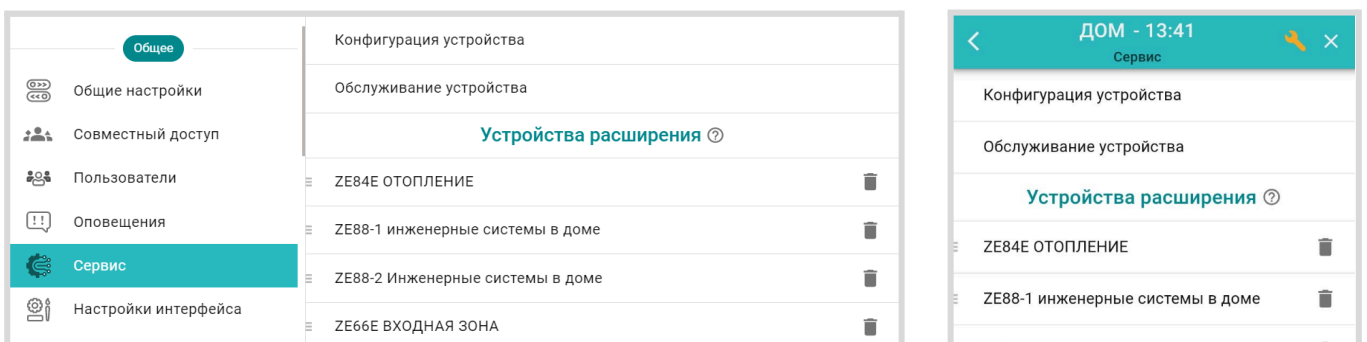 Общее
Общие настройки
Совместный доступ
Пользователи
Оповещения
Сервис
Настройки интерфейса
Конфигурация устройства
Обслуживание устройства
Устройства расширения ?
ZE84E ОТОПЛЕНИЕ
ZE88-1 инженерные системы в доме
ZE88-2 Инженерные системы в доме
ZE66E ВХОДНАЯ ЗОНА
ДОМ - 13:41
Сервис
Конфигурация устройства
Обслуживание устройства
Устройства расширения ?
ZE84E ОТОПЛЕНИЕ
ZE88-1 инженерные системы в доме